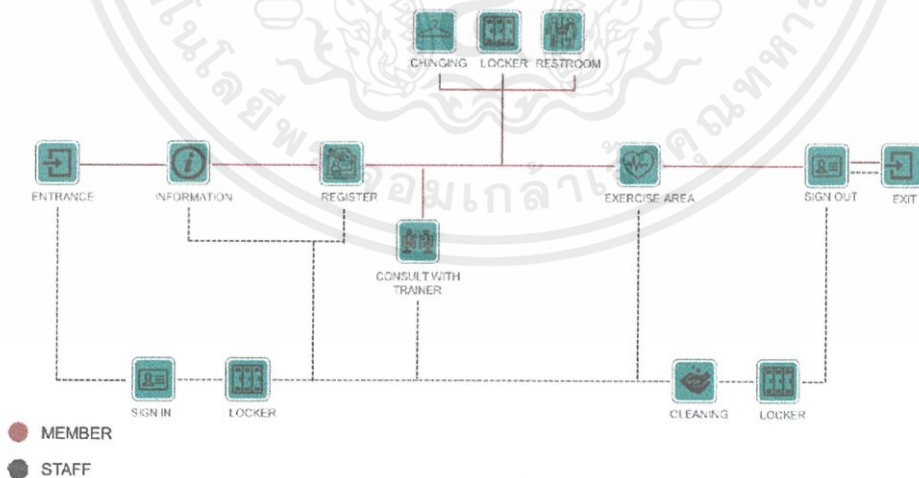 CHINGING LOCKER RESTROOM
ENTRANCE INFORMATION REGISTER EXERCISE AREA SIGN OUT EXIT
CONSULT WITH
TRAINER
SIGN IN LOCKER CLEANING LOCKER
MEMBER
STAFF